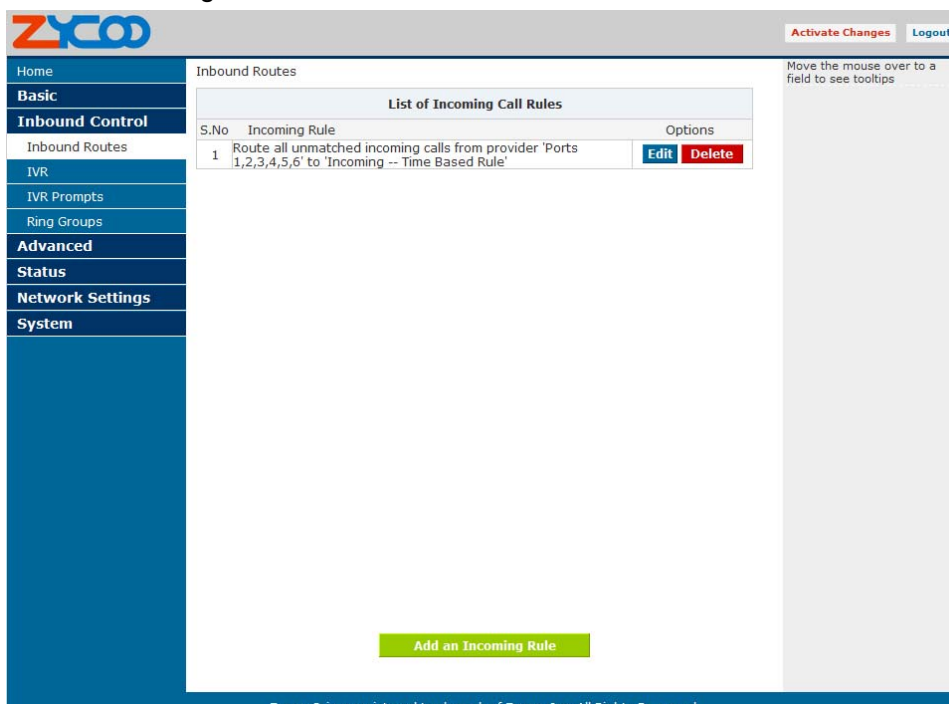 ZYCOO
Activate Changes
Logout
Home
Basic
Inbound Control
Inbound Routes
IVR
IVR Prompts
Ring Groups
Advanced
Status
Network Settings
System
Inbound Routes
List of Incoming Call Rules
S.No Incoming Rule Options
1 Route all unmatched incoming calls from provider 'Ports
1,2,3,4,5,6' to 'Incoming -- Time Based Rule' Edit Delete
Add an Incoming Rule
Move the mouse over to a
field to see tooltips